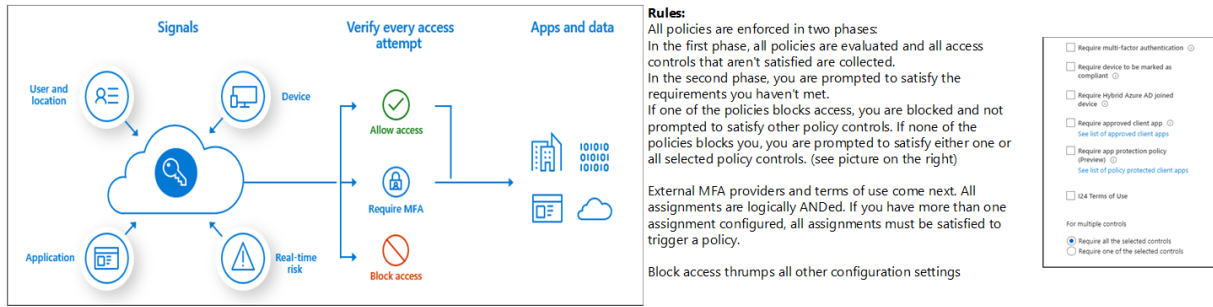 Signals
Verify every access
attempt
Apps and data
User and
location
Device
Allow access
Require MFA
Application
Real-time
risk
Block access
010101
010101
101010
Rules:
All policies are enforced in two phases:
In the first phase, all policies are evaluated and all access
controls that aren't satisfied are collected.
In the second phase, you are prompted to satisfy the
requirements you haven't met.
If one of the policies blocks access, you are blocked and not
prompted to satisfy other policy controls. If none of the
policies blocks you, you are prompted to satisfy either one or
all selected policy controls. (see picture on the right)
External MFA providers and terms of use come next. All
assignments are logically ANDed. If you have more than one
assignment configured, all assignments must be satisfied to
trigger a policy.
Block access thrumps all other configuration settings
Require multi-factor authentication
Require device to be marked as
compliant
Require Hybrid Azure AD joined
device
Require approved client app
See list of approved client apps
Require app protection policy
(Preview)
See list of policy protected client apps
I24 Terms of Use
For multiple controls
Require all the selected controls
Require one of the selected controls